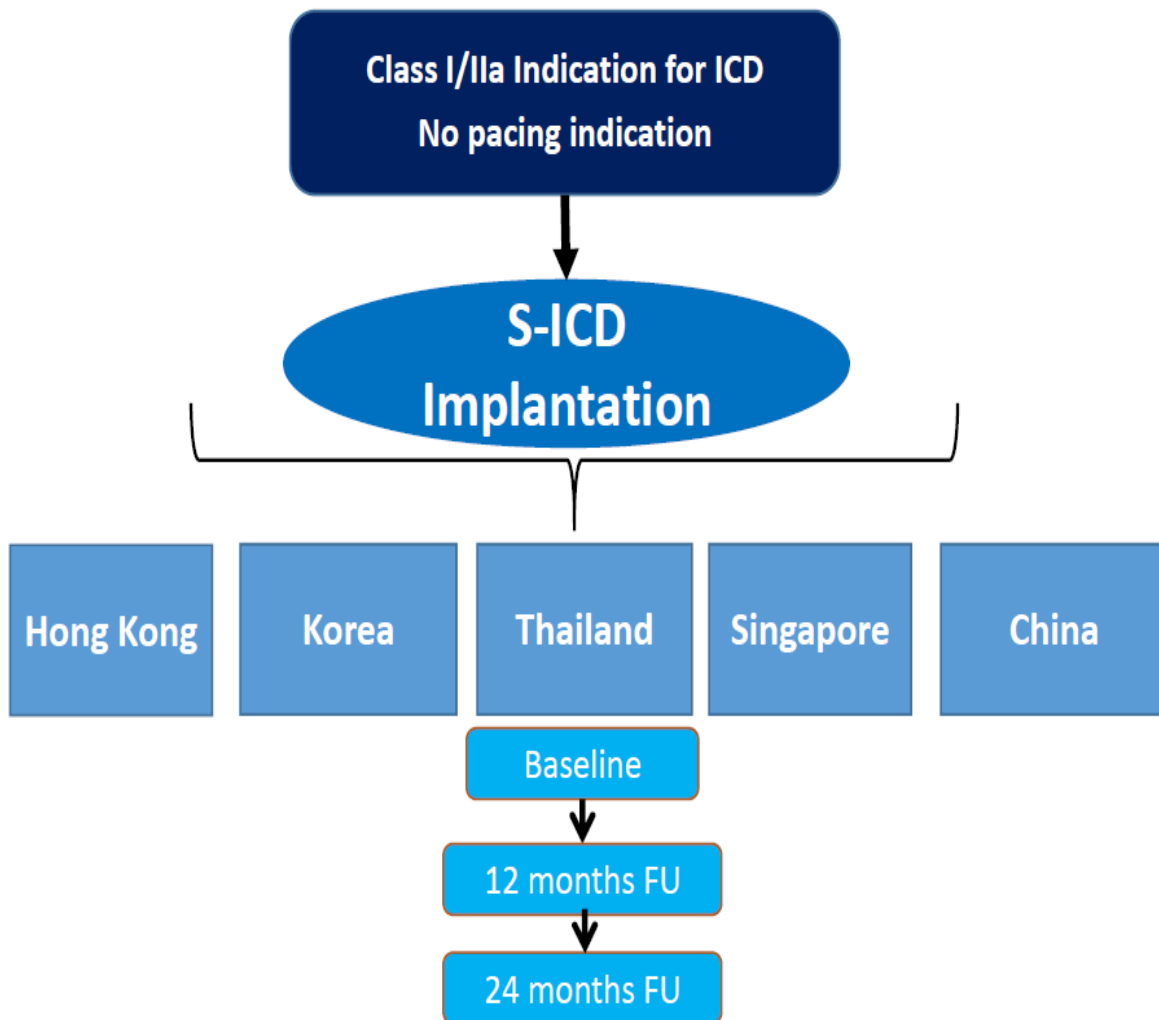 Class I/IIa Indication for ICD
No pacing indication
S-ICD
Implantation
Hong Kong
Korea
Thailand
Singapore
China
Baseline
12 months FU
24 months FU